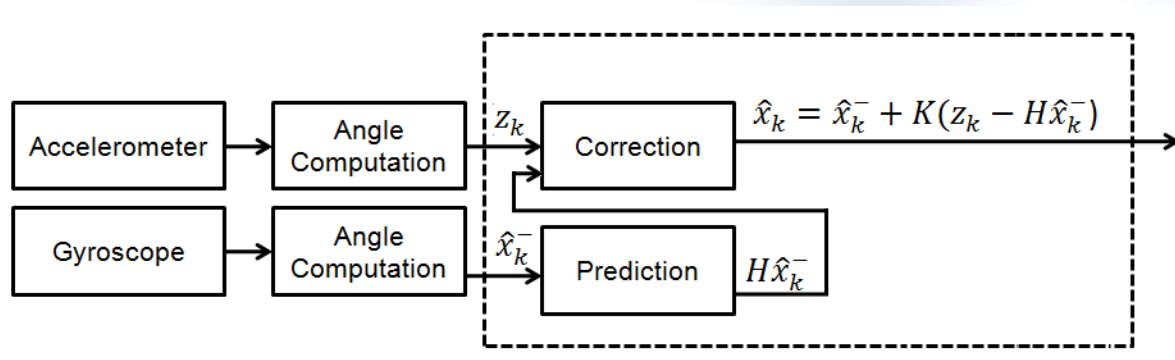 Accelerometer
Angle
Computation
z_k
Correction
x̂_k = x̂_k^- + K(z_k − Hx̂_k^-)
Gyroscope
Angle
Computation
x̂_k^-
Prediction
Hx̂_k^-